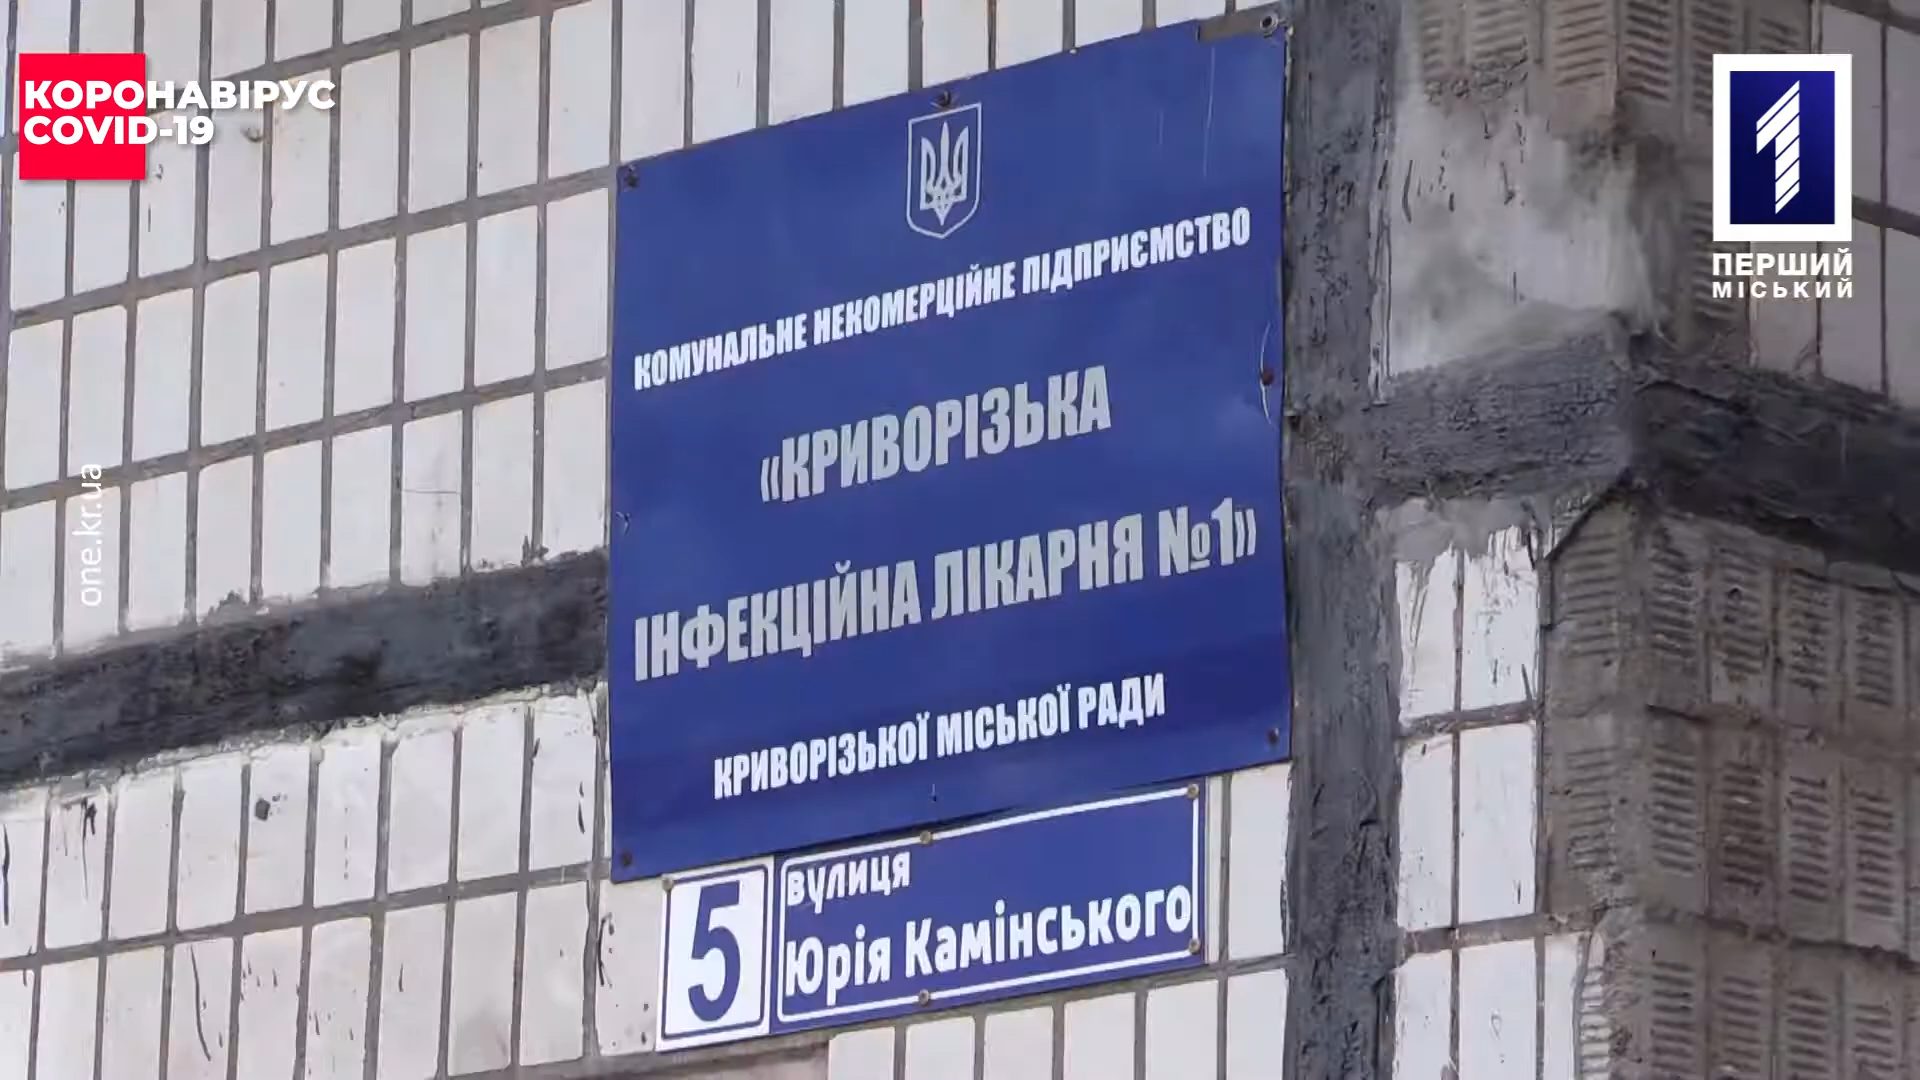 КОРОНАВІРУС
COVID-19
1
ПЕРШИЙ
МІСЬКИЙ
one.kr.ua
КОМУНАЛЬНЕ НЕКОМЕРЦІЙНЕ ПІДПРИЄМСТВО
«КРИВОРІЗЬКА
ІНФЕКЦІЙНА ЛІКАРНЯ №1»
КРИВОРІЗЬКОЇ МІСЬКОЇ РАДИ
5
вулиця
Юрія Камінського